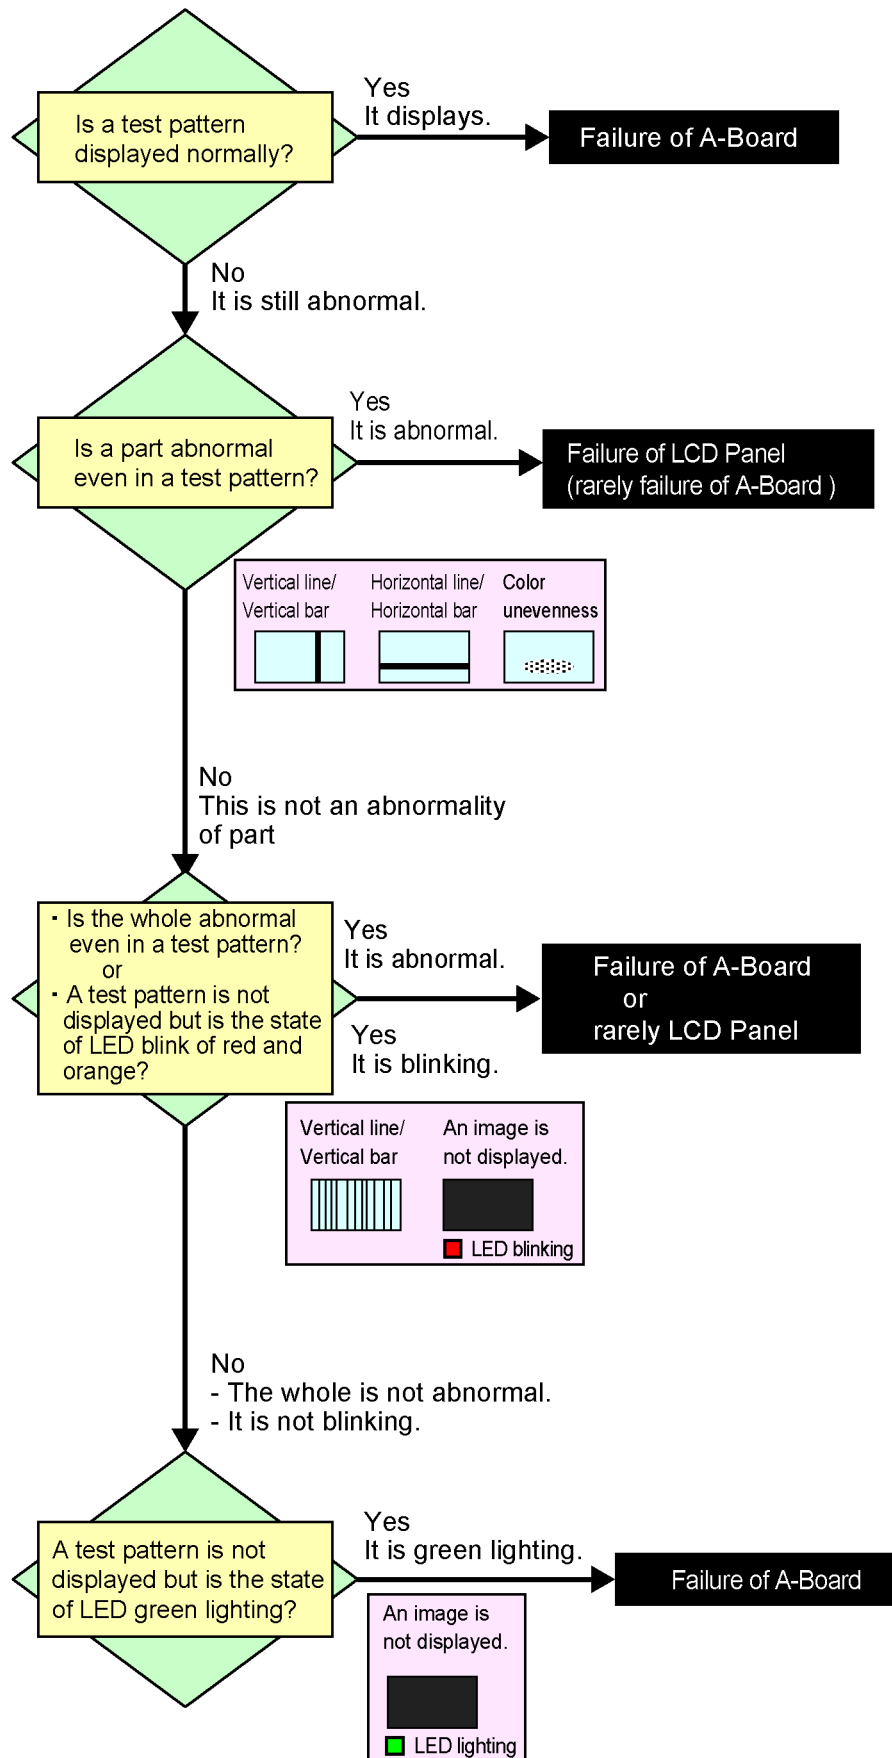 Is a test pattern
displayed normally?
Yes
It displays.
Failure of A-Board
No
It is still abnormal.
Is a part abnormal
even in a test pattern?
Yes
It is abnormal.
Failure of LCD Panel
(rarely failure of A-Board )
Vertical line/
Vertical bar
Horizontal line/
Horizontal bar
Color
unevenness
No
This is not an abnormality
of part
・Is the whole abnormal
even in a test pattern?
or
・A test pattern is not
displayed but is the state
of LED blink of red and
orange?
Yes
It is abnormal.
Yes
It is blinking.
Failure of A-Board
or
rarely LCD Panel
Vertical line/
Vertical bar
An image is
not displayed.
LED blinking
No
- The whole is not abnormal.
- It is not blinking.
A test pattern is not
displayed but is the state
of LED green lighting?
Yes
It is green lighting.
Failure of A-Board
An image is
not displayed.
LED lighting